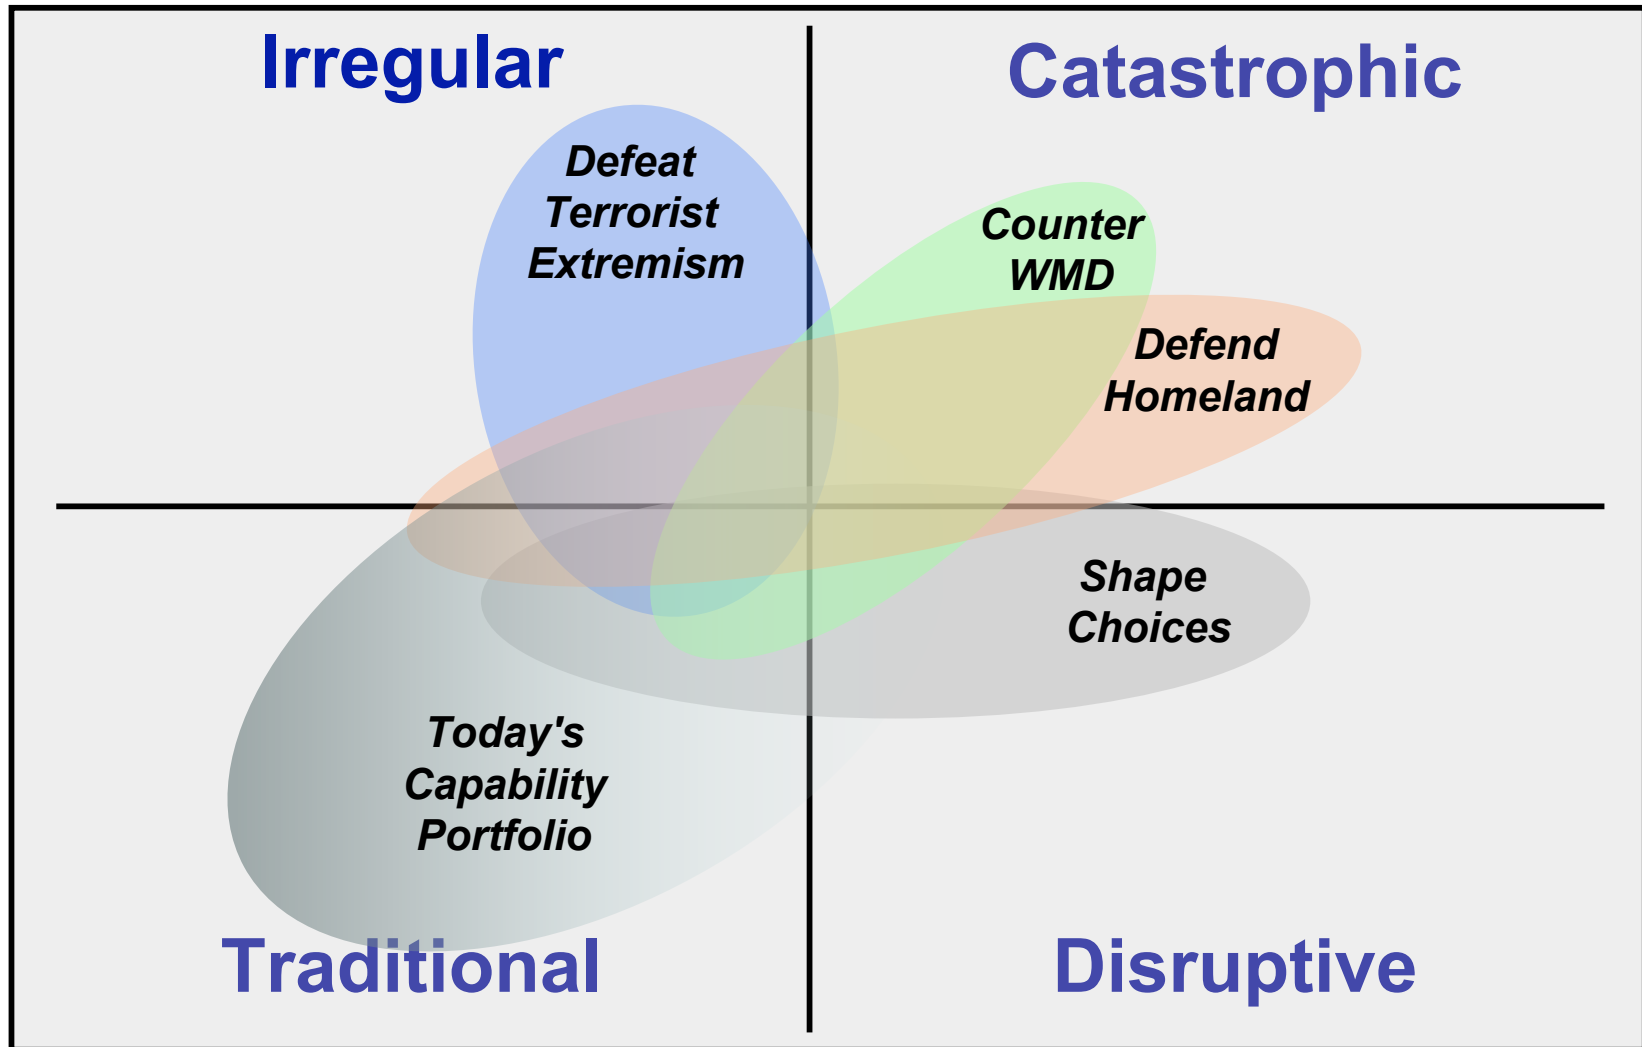 Irregular
Catastrophic
Defeat
Terrorist
Extremism
Counter
WMD
Defend
Homeland
Shape
Choices
Today's
Capability
Portfolio
Traditional
Disruptive